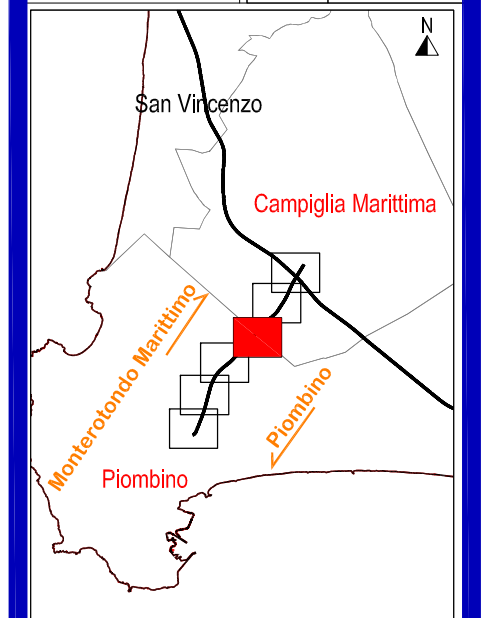 N
San Vincenzo
Campiglia Marittima
Monterotondo Marittimo
Piombino
Piombino